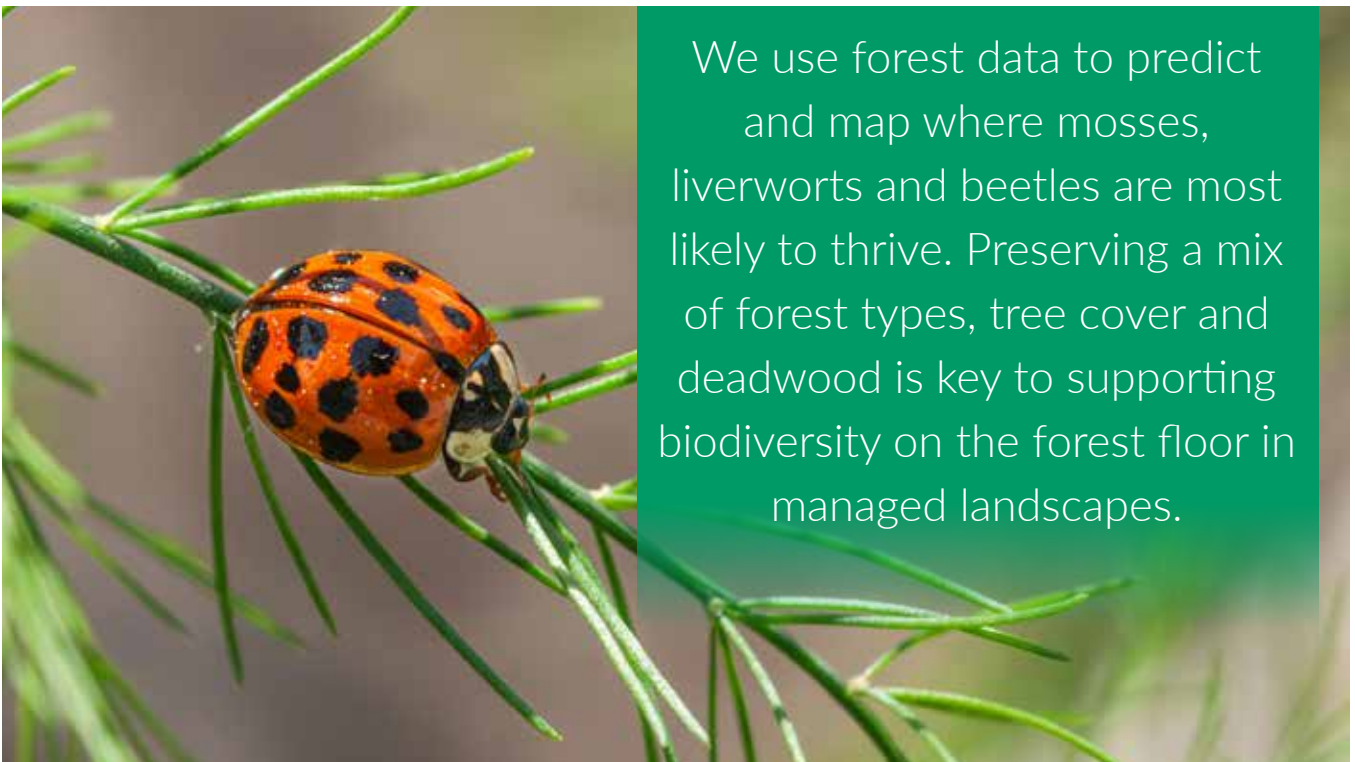 We use forest data to predict
and map where mosses,
liverworts and beetles are most
likely to thrive. Preserving a mix
of forest types, tree cover and
deadwood is key to supporting
biodiversity on the forest floor in
managed landscapes.